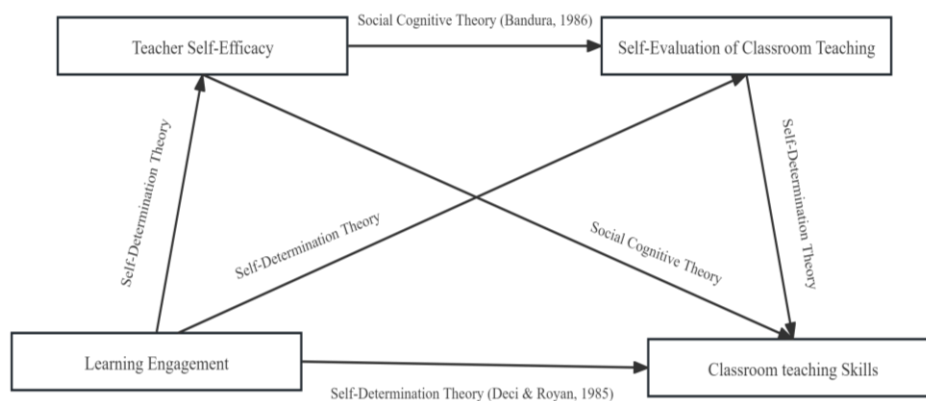 Social Cognitive Theory (Bandura, 1986)
Teacher Self-Efficacy
Self-Evaluation of Classroom Teaching
Self-Determination Theory
Self-Determination Theory
Social Cognitive Theory
Self-Determination Theory
Learning Engagement
Classroom teaching Skills
Self-Determination Theory (Deci & Royan, 1985)